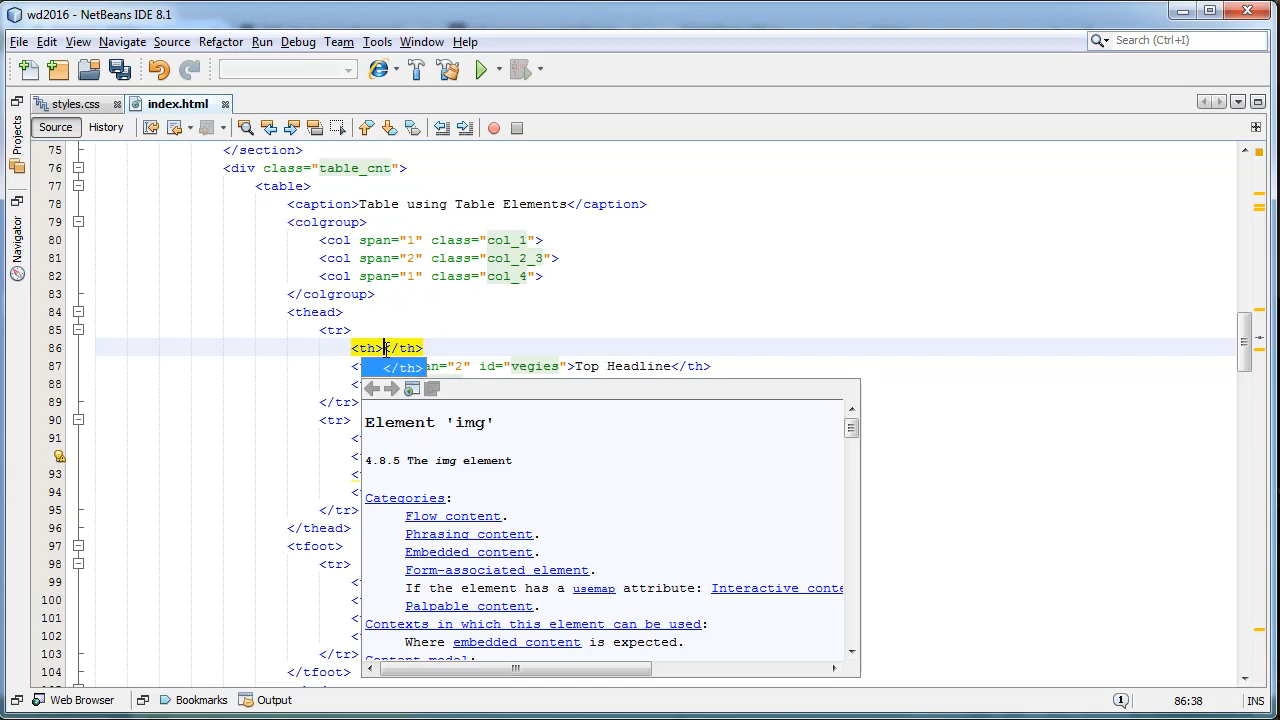 wd2016 - NetBeans IDE 8.1
File Edit View Navigate Source Refactor Run Debug Team Tools Window Help
Search (Ctrl+I)
styles.css index.html
Source History
Projects
Navigator
75 </section>
76 <div class="table_cnt">
77 <table>
78 <caption>Table using Table Elements</caption>
79 <colgroup>
80 <col span="1" class="col_1">
81 <col span="2" class="col_2_3">
82 <col span="1" class="col_4">
83 </colgroup>
84 <thead>
85 <tr>
86 <th></th>
</th>
87 <t an="2" id="vegies">Top Headline</th>
88 <
89 </tr>
90 <tr>
91 <
<
93 <
94 <
95 </tr>
96 </thead>
97 <tfoot>
98 <tr>
99 <
100 <
101 <
102 <
103 </tr>
104 </tfoot>
Element 'img'
4.8.5 The img element
Categories:
Flow content.
Phrasing content.
Embedded content.
Form-associated element.
If the element has a usemap attribute: Interactive conte
Palpable content.
Contexts in which this element can be used:
Where embedded content is expected.
Content model:
Web Browser Bookmarks Output 1 86:38 INS